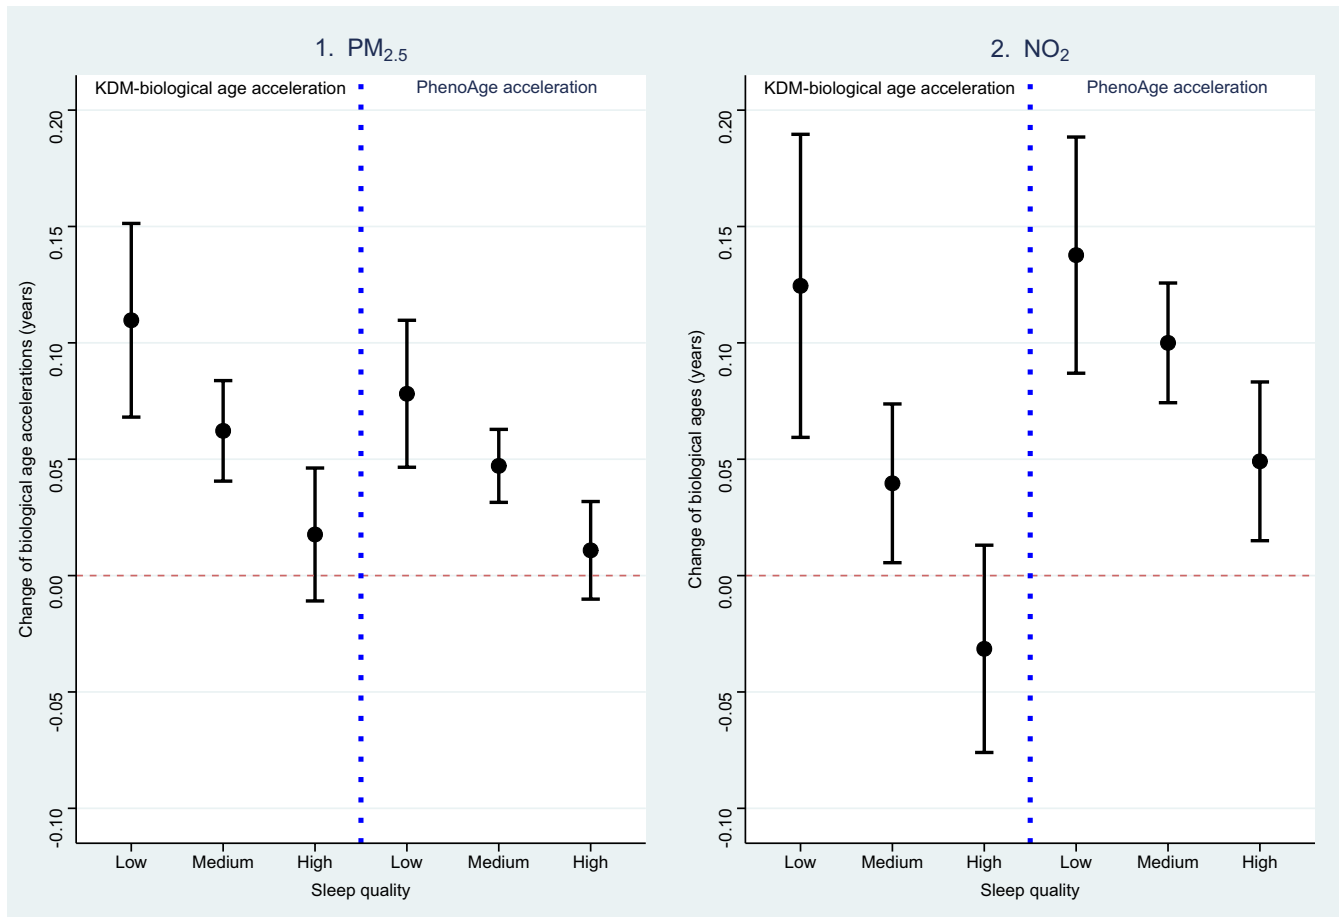 1. PM2.5
KDM-biological age acceleration
PhenoAge acceleration
Change of biological age accelerations (years)
0.20
0.15
0.10
0.05
0.00
-0.05
-0.10
Low Medium High Low Medium High
Sleep quality
2. NO2
KDM-biological age acceleration
PhenoAge acceleration
Change of biological ages (years)
0.20
0.15
0.10
0.05
0.00
-0.05
-0.10
Low Medium High Low Medium High
Sleep quality